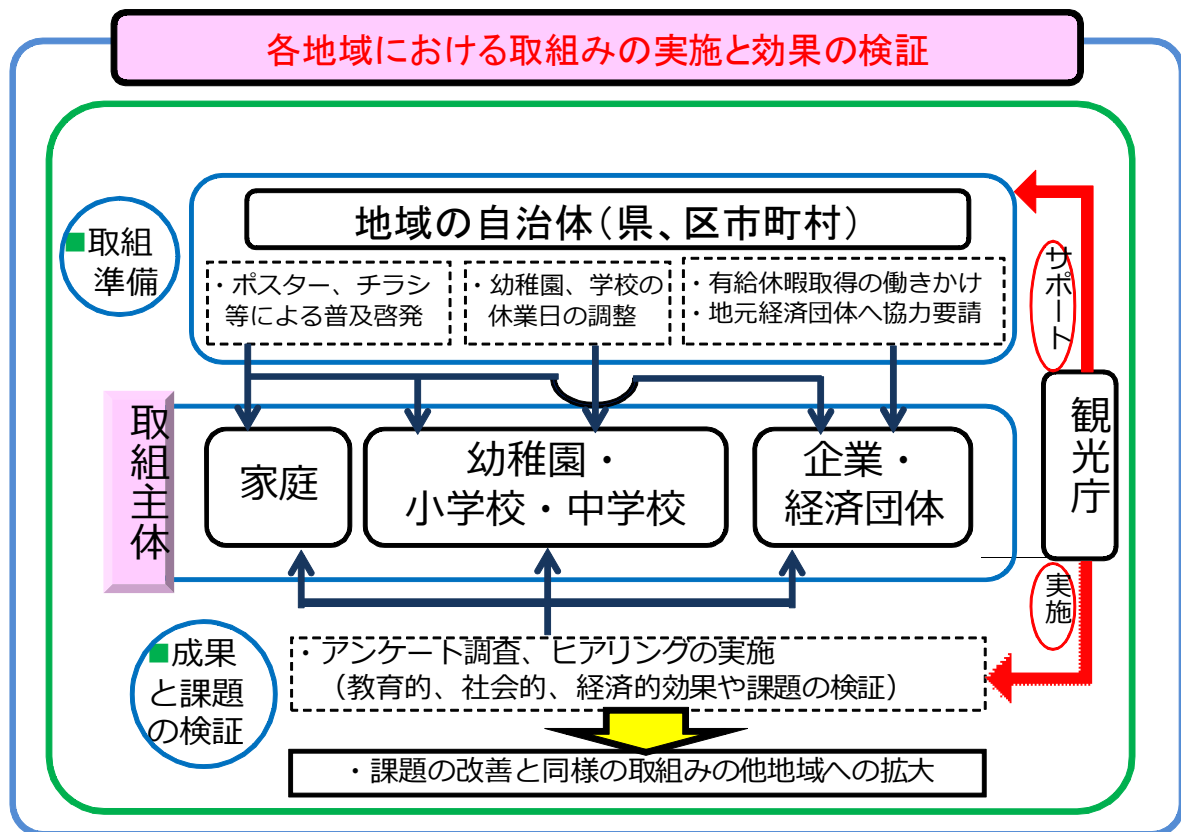 各地域における取組みの実施と効果の検証
■取組
準備
地域の自治体（県、区市町村）
・ポスター、チラシ
等による普及啓発
・幼稚園、学校の
休業日の調整
・有給休暇取得の働きかけ
・地元経済団体へ協力要請
サポート
取組主体
家庭
幼稚園・
小学校・中学校
企業・
経済団体
観光庁
実施
■成果
と課題
の検証
・アンケート調査、ヒアリングの実施
（教育的、社会的、経済的効果や課題の検証）
・課題の改善と同様の取組みの他地域への拡大